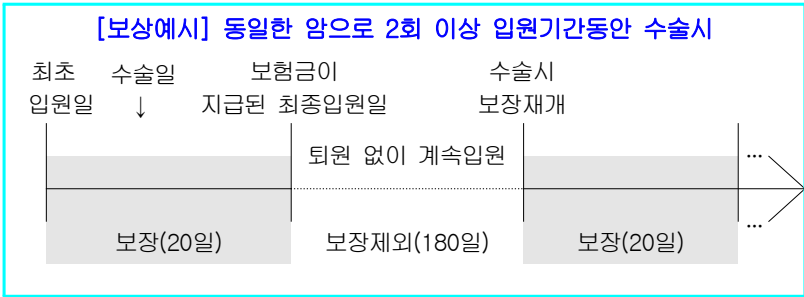 [보상예시] 동일한 암으로 2회 이상 입원기간동안 수술시
최초 수술일 보험금이 수술시
입원일 ↓ 지급된 최종입원일 보장재개
퇴원 없이 계속입원 ...
...
보장(20일) 보장제외(180일) 보장(20일)